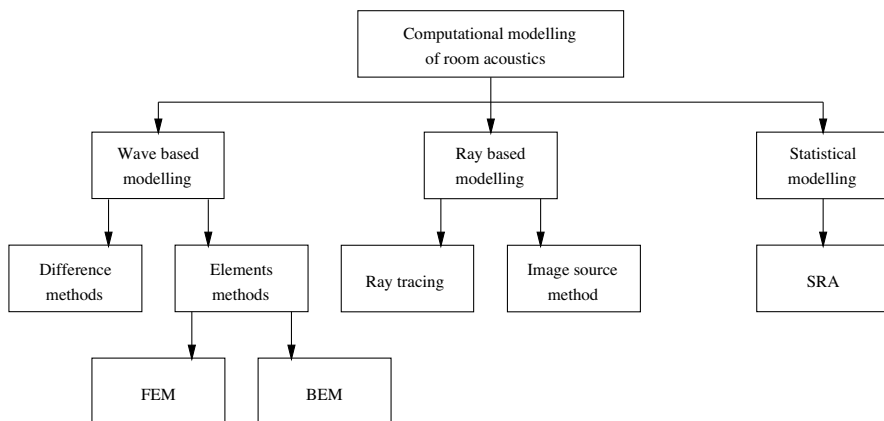 Computational modelling
of room acoustics
Wave based
modelling
Ray based
modelling
Statistical
modelling
Difference
methods
Elements
methods
Ray tracing
Image source
method
SRA
FEM
BEM